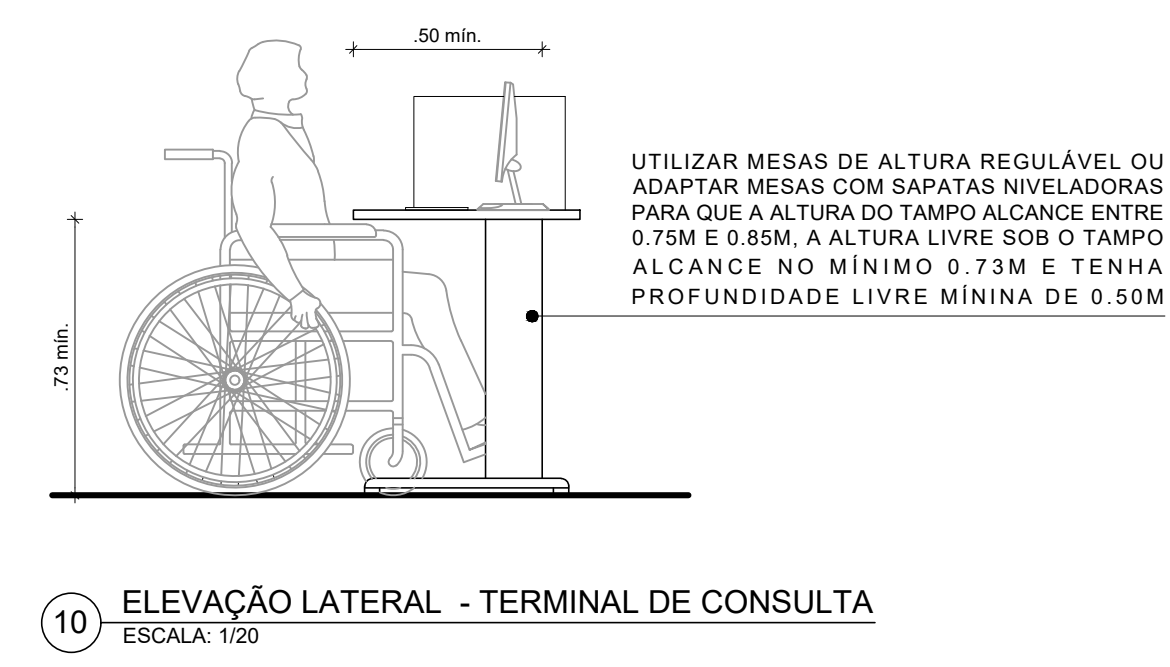 .50 mín.
UTILIZAR MESAS DE ALTURA REGULÁVEL OU
ADAPTAR MESAS COM SAPATAS NIVELADORAS
PARA QUE A ALTURA DO TAMPO ALCANCE ENTRE
0.75M E 0.85M, A ALTURA LIVRE SOB O TAMPO
ALCANCE NO MÍNIMO 0.73M E TENHA
PROFUNDIDADE LIVRE MÍNINA DE 0.50M
.73 mín.
10
ELEVAÇÃO LATERAL - TERMINAL DE CONSULTA
ESCALA: 1/20